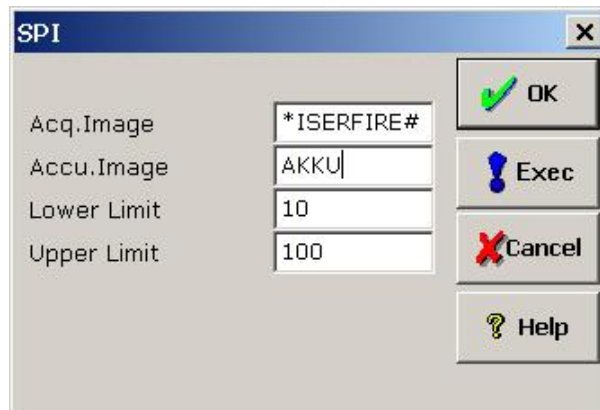 SPI
OK
Acq.Image *ISERFIRE#
Accu.Image AKKU
Exec
Lower Limit 10
Upper Limit 100
Cancel
Help